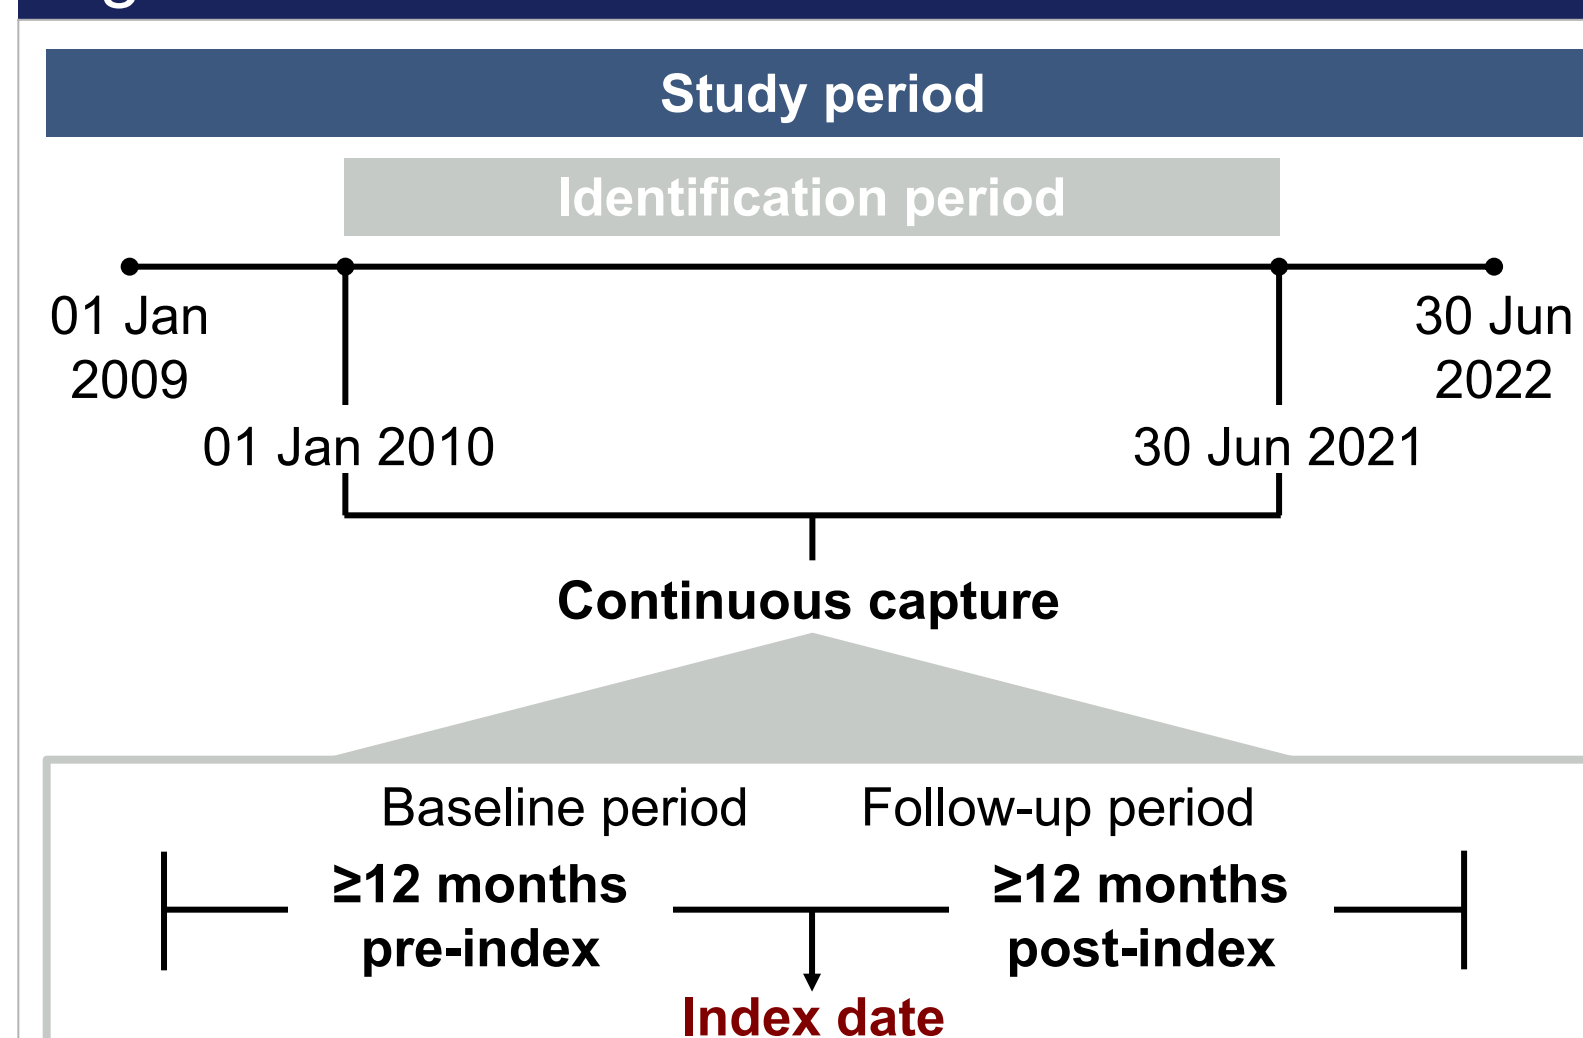 Study period
Identification period
01 Jan
2009
30 Jun
2022
01 Jan 2010
30 Jun 2021
Continuous capture
Baseline period
Follow-up period
≥12 months
pre-index
≥12 months
post-index
Index date